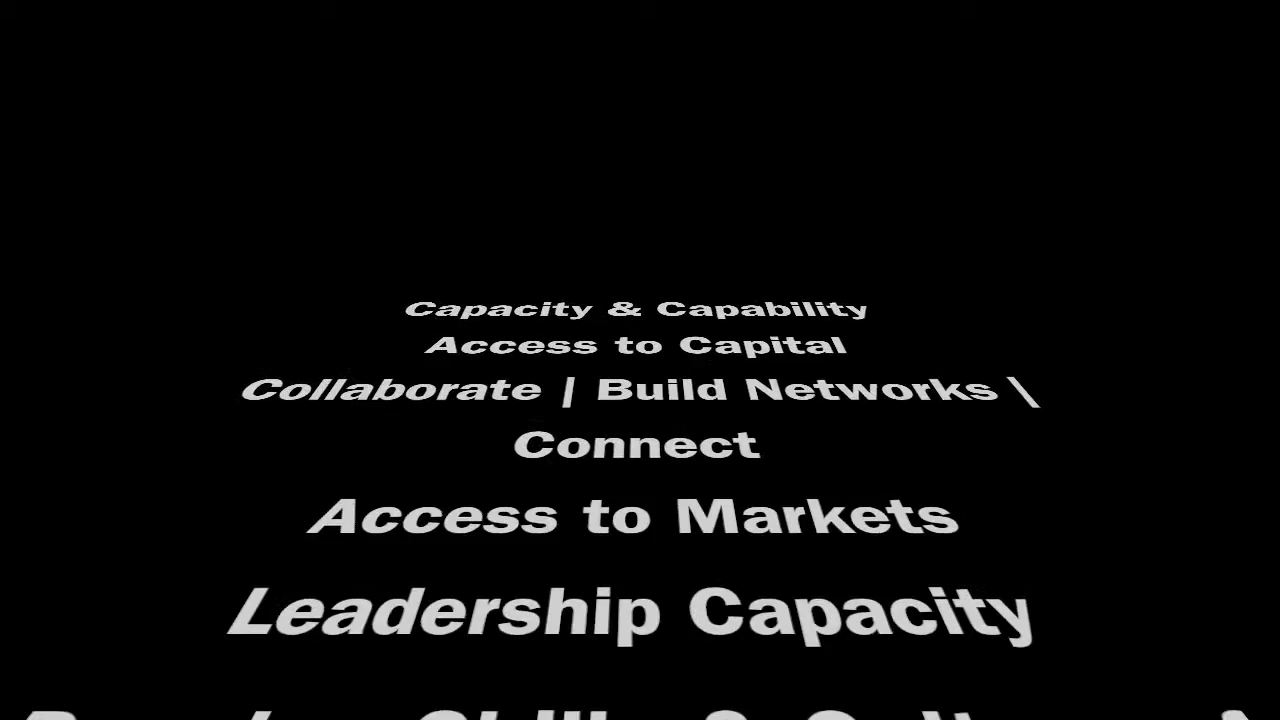 Capacity & Capability
Access to Capital
Collaborate | Build Networks \
Connect
Access to Markets
Leadership Capacity